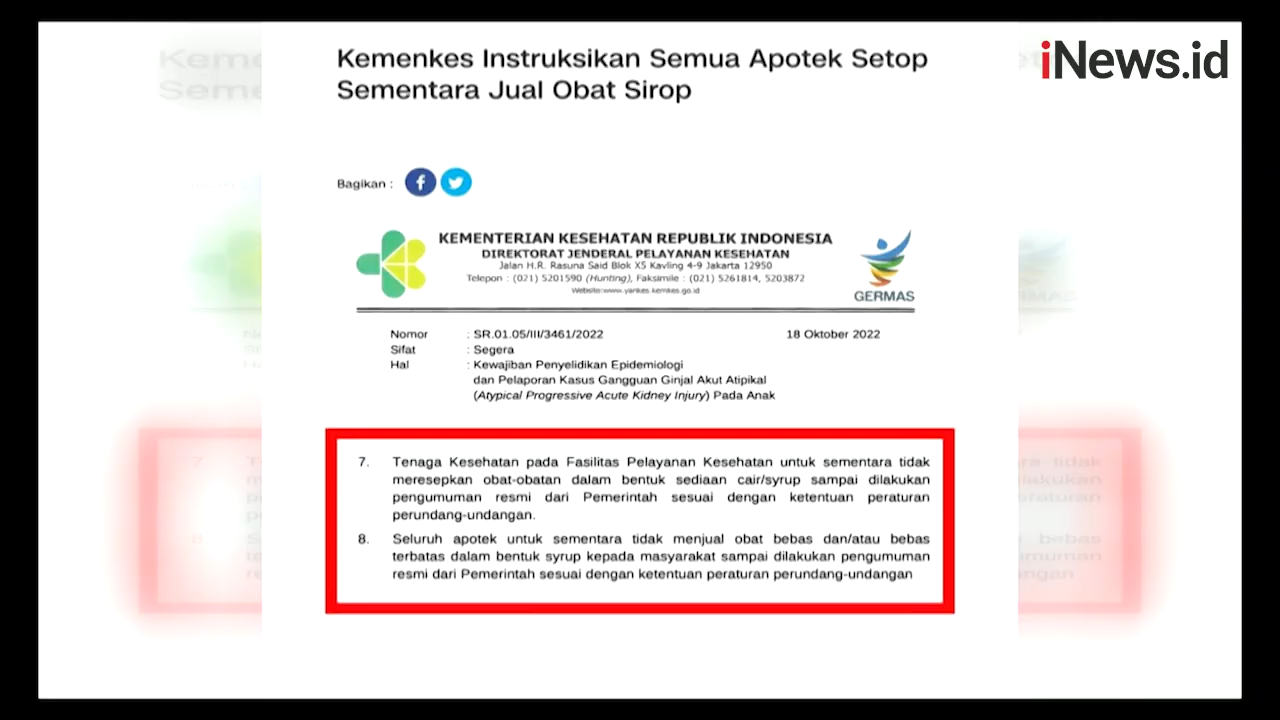 Kemenkes Instruksikan Semua Apotek Setop
Sementara Jual Obat Sirop
iNews.id
Bagikan :
KEMENTERIAN KESEHATAN REPUBLIK INDONESIA
DIREKTORAT JENDERAL PELAYANAN KESEHATAN
Jalan H.R. Rasuna Said Blok X5 Kavling 4-9 Jakarta 12950
Telepon : (021) 5201590 (Hunting), Faksimile : (021) 5261814, 5203872
Website:www.yankes.kemkes.go.id
GERMAS
Nomor : SR.01.05/III/3461/2022 18 Oktober 2022
Sifat : Segera
Hal : Kewajiban Penyelidikan Epidemiologi
dan Pelaporan Kasus Gangguan Ginjal Akut Atipikal
(Atypical Progressive Acute Kidney Injury) Pada Anak
7. Tenaga Kesehatan pada Fasilitas Pelayanan Kesehatan untuk sementara tidak
meresepkan obat-obatan dalam bentuk sediaan cair/syrup sampai dilakukan
pengumuman resmi dari Pemerintah sesuai dengan ketentuan peraturan
perundang-undangan.
8. Seluruh apotek untuk sementara tidak menjual obat bebas dan/atau bebas
terbatas dalam bentuk syrup kepada masyarakat sampai dilakukan pengumuman
resmi dari Pemerintah sesuai dengan ketentuan peraturan perundang-undangan